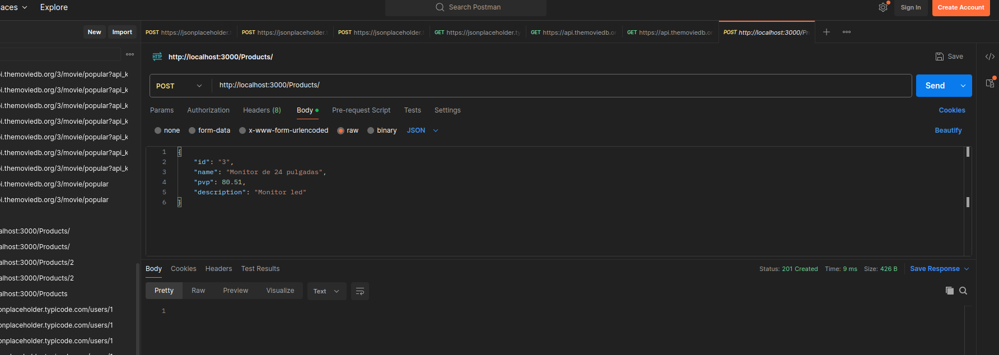 aces Explore Search Postman Sign In Create Account
New Import
POST https://jsonplaceholder.t POST https://jsonplaceholder. POST https://jsonplaceholder.t GET https://jsonplaceholder.ty GET https://api.themoviedb.or GET https://api.themoviedb.or POST http://localhost:3000/Pr
HTTP http://localhost:3000/Products/ Save
POST http://localhost:3000/Products/ Send
Params Authorization Headers (8) Body Pre-request Script Tests Settings Cookies
none form-data x-www-form-urlencoded raw binary JSON Beautify
1 {
2 "id": "3",
3 "name": "Monitor de 24 pulgadas",
4 "pvp": 80.51,
5 "description": "Monitor led"
6 }
Body Cookies Headers Test Results Status: 201 Created Time: 9 ms Size: 426 B Save Response
Pretty Raw Preview Visualize Text
1
i.themoviedb.org/3/movie/popular?api_k
i.themoviedb.org/3/movie/popular?api_k
i.themoviedb.org/3/movie/popular?api_k
i.themoviedb.org/3/movie/popular?api_k
i.themoviedb.org/3/movie/popular?api_k
i.themoviedb.org/3/movie/popular?api_k
i.themoviedb.org/3/movie/popular?api_k
i.themoviedb.org/3/movie/popular
i.themoviedb.org/3/movie/popular
alhost:3000/Products/
alhost:3000/Products/
alhost:3000/Products/2
alhost:3000/Products/2
alhost:3000/Products
onplaceholder.typicode.com/users/1
onplaceholder.typicode.com/users/1
onplaceholder.typicode.com/users/1